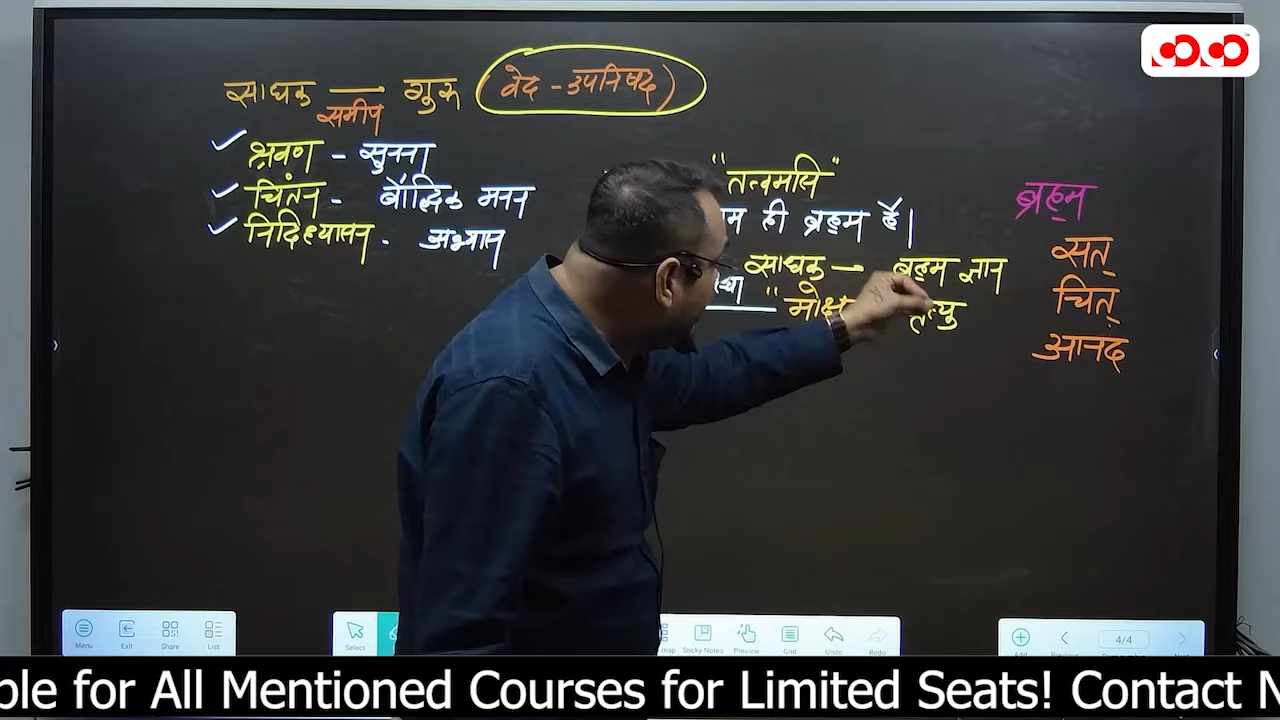 साधक — गुरु (वेद - उपनिषद)
समीप
श्रवण - सुनना
चिंतन - बौद्धिक मनन
निदिध्यासन - अभ्यास
"तत्वमसि"
ही ब्रह्म है।
साधक — ब्रह्म ज्ञान
"मोक्ष
ब्रह्म
सत्
चित्
आनंद
Menu
Exit
Share
List
Select
map
Sticky Notes
Preview
Grid
Undo
Redo
Add
4/4
ble for All Mentioned Courses for Limited Seats! Contact N